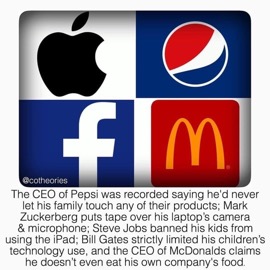 @cotheories
The CEO of Pepsi was recorded saying he'd never
let his family touch any of their products; Mark
Zuckerberg puts tape over his laptop's camera
& microphone; Steve Jobs banned his kids from
using the iPad; Bill Gates strictly limited his children's
technology use, and the CEO of McDonalds claims
he doesn't even eat his own company's food.